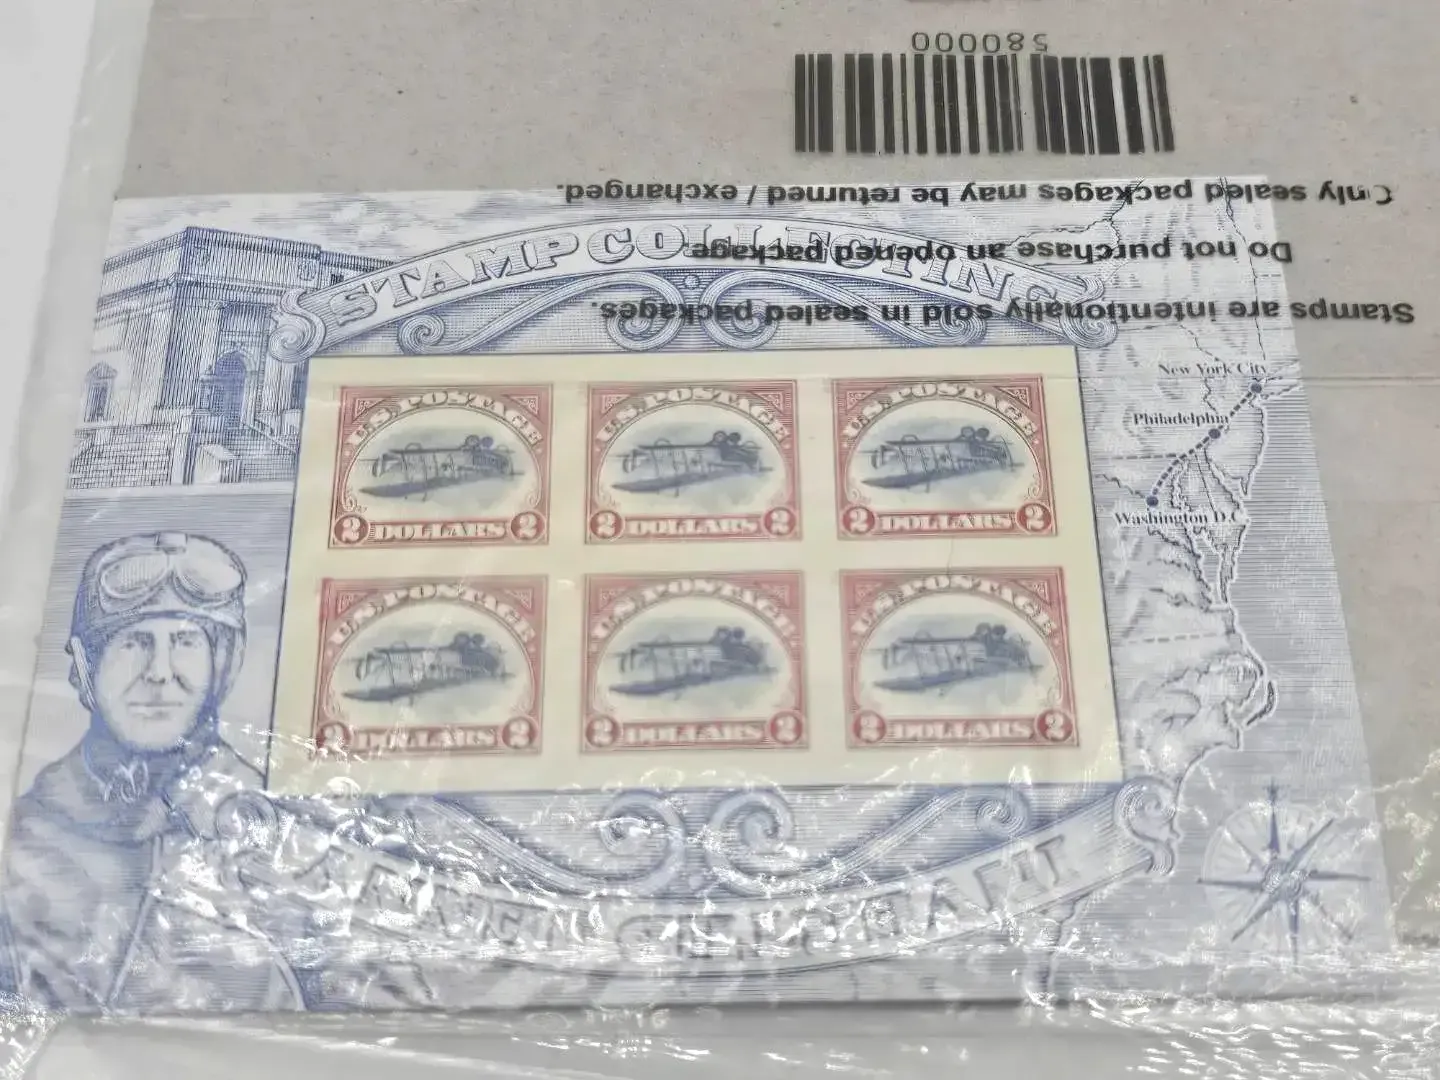 580000
Only sealed packages may be returned / exchanged.
Do not purchase an opened package.
Stamps are intentionally sold in sealed packages.
STAMP COLLECTING
New York City
Philadelphia
Washington D.C.
U.S. POSTAGE
2 DOLLARS 2
U.S. POSTAGE
2 DOLLARS 2
U.S. POSTAGE
2 DOLLARS 2
U.S. POSTAGE
2 DOLLARS 2
U.S. POSTAGE
2 DOLLARS 2
U.S. POSTAGE
2 DOLLARS 2